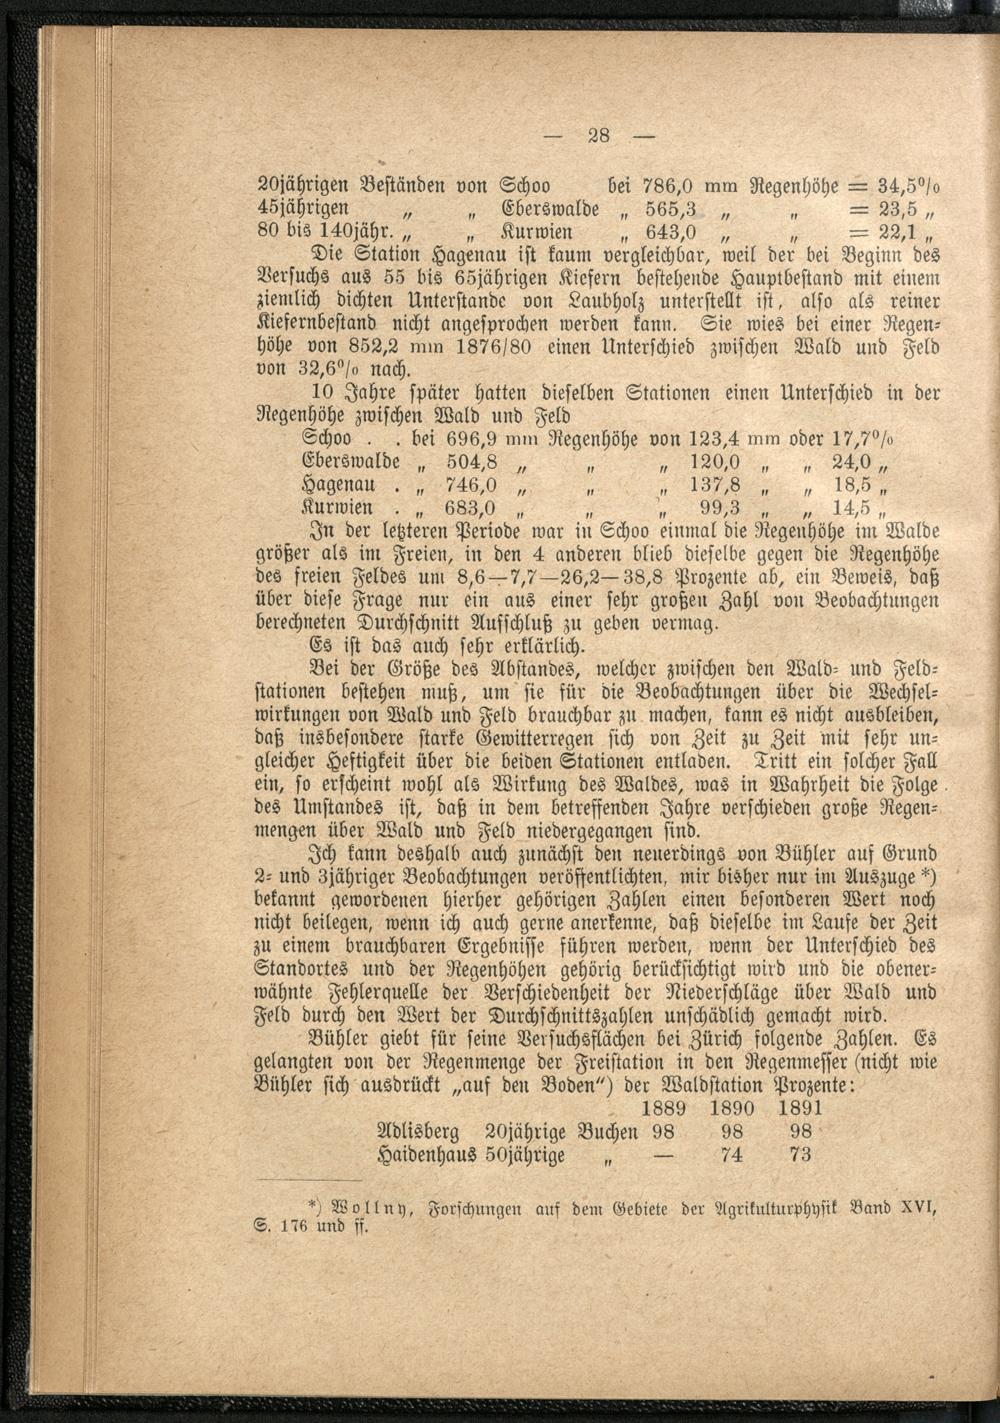 — 28 —
20jährigen Beständen von Schoo bei 786,0 mm Regenhöhe = 34,5%
45jährigen „ „ Eberswalde „ 565,3 „ „ = 23,5 „
80 bis 140jähr. „ „ Kurwien „ 643,0 „ „ = 22,1 „
Die Station Hagenau ist kaum vergleichbar, weil der bei Beginn des
Versuchs aus 55 bis 65jährigen Kiefern bestehende Hauptbestand mit einem
ziemlich dichten Unterstande von Laubholz unterstellt ist, also als reiner
Kiefernbestand nicht angesprochen werden kann. Sie wies bei einer Regen-
höhe von 852,2 mm 1876/80 einen Unterschied zwischen Wald und Feld
von 32,6% nach.
10 Jahre später hatten dieselben Stationen einen Unterschied in der
Regenhöhe zwischen Wald und Feld
Schoo . . bei 696,9 mm Regenhöhe von 123,4 mm oder 17,7%
Eberswalde „ 504,8 „ „ „ 120,0 „ „ 24,0 „
Hagenau . „ 746,0 „ „ „ 137,8 „ „ 18,5 „
Kurwien . „ 683,0 „ „ „ 99,3 „ „ 14,5 „
In der letzteren Periode war in Schoo einmal die Regenhöhe im Walde
größer als im Freien, in den 4 anderen blieb dieselbe gegen die Regenhöhe
des freien Feldes um 8,6—7,7—26,2—38,8 Prozente ab, ein Beweis, daß
über diese Frage nur ein aus einer sehr großen Zahl von Beobachtungen
berechneten Durchschnitt Aufschluß zu geben vermag.
Es ist das auch sehr erklärlich.
Bei der Größe des Abstandes, welcher zwischen den Wald- und Feld-
stationen bestehen muß, um sie für die Beobachtungen über die Wechsel-
wirkungen von Wald und Feld brauchbar zu machen, kann es nicht ausbleiben,
daß insbesondere starke Gewitterregen sich von Zeit zu Zeit mit sehr un-
gleicher Heftigkeit über die beiden Stationen entladen. Tritt ein solcher Fall
ein, so erscheint wohl als Wirkung des Waldes, was in Wahrheit die Folge
des Umstandes ist, daß in dem betreffenden Jahre verschieden große Regen-
mengen über Wald und Feld niedergegangen sind.
Ich kann deshalb auch zunächst den neuerdings von Bühler auf Grund
2- und 3jähriger Beobachtungen veröffentlichten, mir bisher nur im Auszuge *)
bekannt gewordenen hierher gehörigen Zahlen einen besonderen Wert noch
nicht beilegen, wenn ich auch gerne anerkenne, daß dieselbe im Laufe der Zeit
zu einem brauchbaren Ergebnisse führen werden, wenn der Unterschied des
Standortes und der Regenhöhen gehörig berücksichtigt wird und die obener-
wähnte Fehlerquelle der Verschiedenheit der Niederschläge über Wald und
Feld durch den Wert der Durchschnittszahlen unschädlich gemacht wird.
Bühler giebt für seine Versuchsflächen bei Zürich folgende Zahlen. Es
gelangten von der Regenmenge der Freistation in den Regenmesser (nicht wie
Bühler sich ausdrückt „auf den Boden“) der Waldstation Prozente:
1889 1890 1891
Adlisberg 20jährige Buchen 98 98 98
Haidenhaus 50jährige „ — 74 73
*) Wollny, Forschungen auf dem Gebiete der Agrikulturphysik Band XVI,
S. 176 und ff.